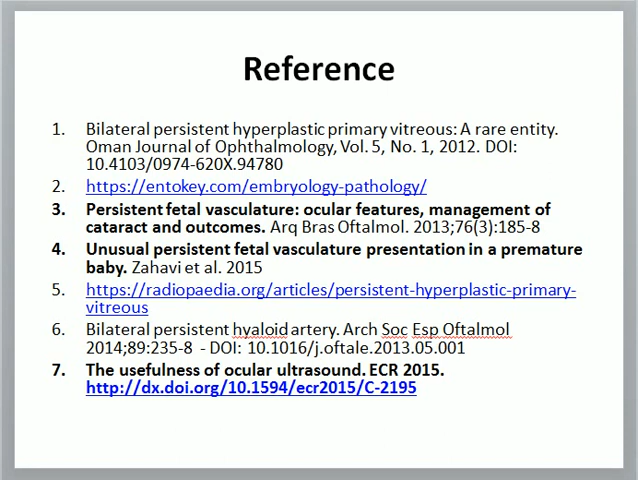 Reference
1. Bilateral persistent hyperplastic primary vitreous: A rare entity.
Oman Journal of Ophthalmology, Vol. 5, No. 1, 2012. DOI:
10.4103/0974-620X.94780
2. https://entokey.com/embryology-pathology/
3. Persistent fetal vasculature: ocular features, management of
cataract and outcomes. Arq Bras Oftalmol. 2013;76(3):185-8
4. Unusual persistent fetal vasculature presentation in a premature
baby. Zahavi et al. 2015
5. https://radiopaedia.org/articles/persistent-hyperplastic-primary-
vitreous
6. Bilateral persistent hyaloid artery. Arch Soc Esp Oftalmol
2014;89:235-8 - DOI: 10.1016/j.oftale.2013.05.001
7. The usefulness of ocular ultrasound. ECR 2015.
http://dx.doi.org/10.1594/ecr2015/C-2195